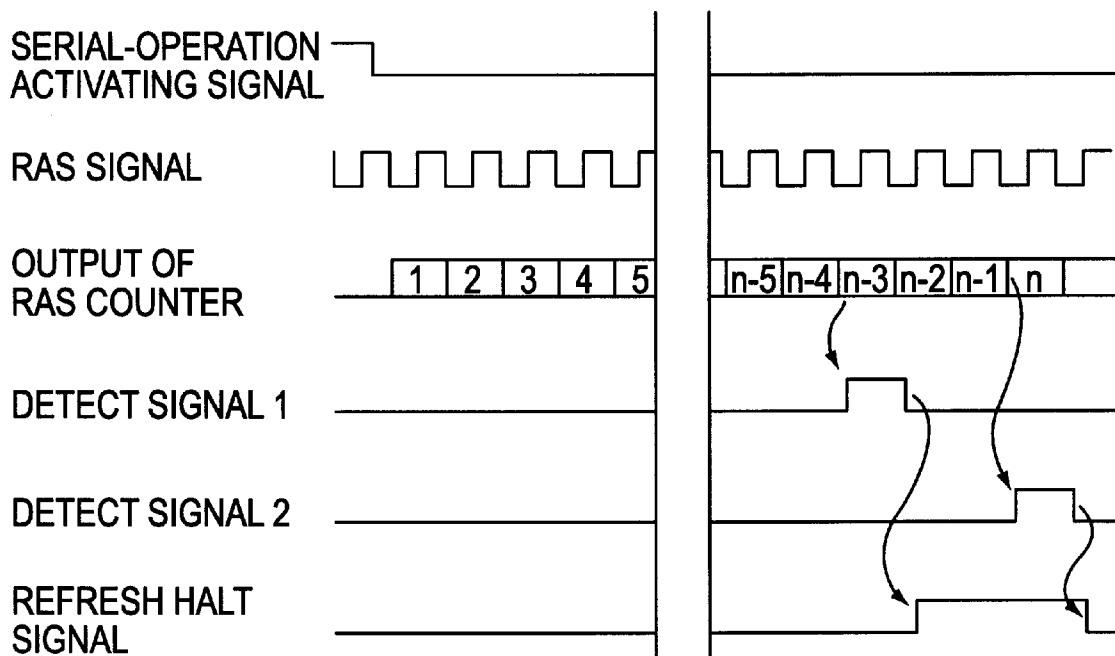 SERIAL-OPERATION
ACTIVATING SIGNAL
RAS SIGNAL
OUTPUT OF
RAS COUNTER
1 2 3 4 5 n-5 n-4 n-3 n-2 n-1 n
DETECT SIGNAL 1
DETECT SIGNAL 2
REFRESH HALT
SIGNAL